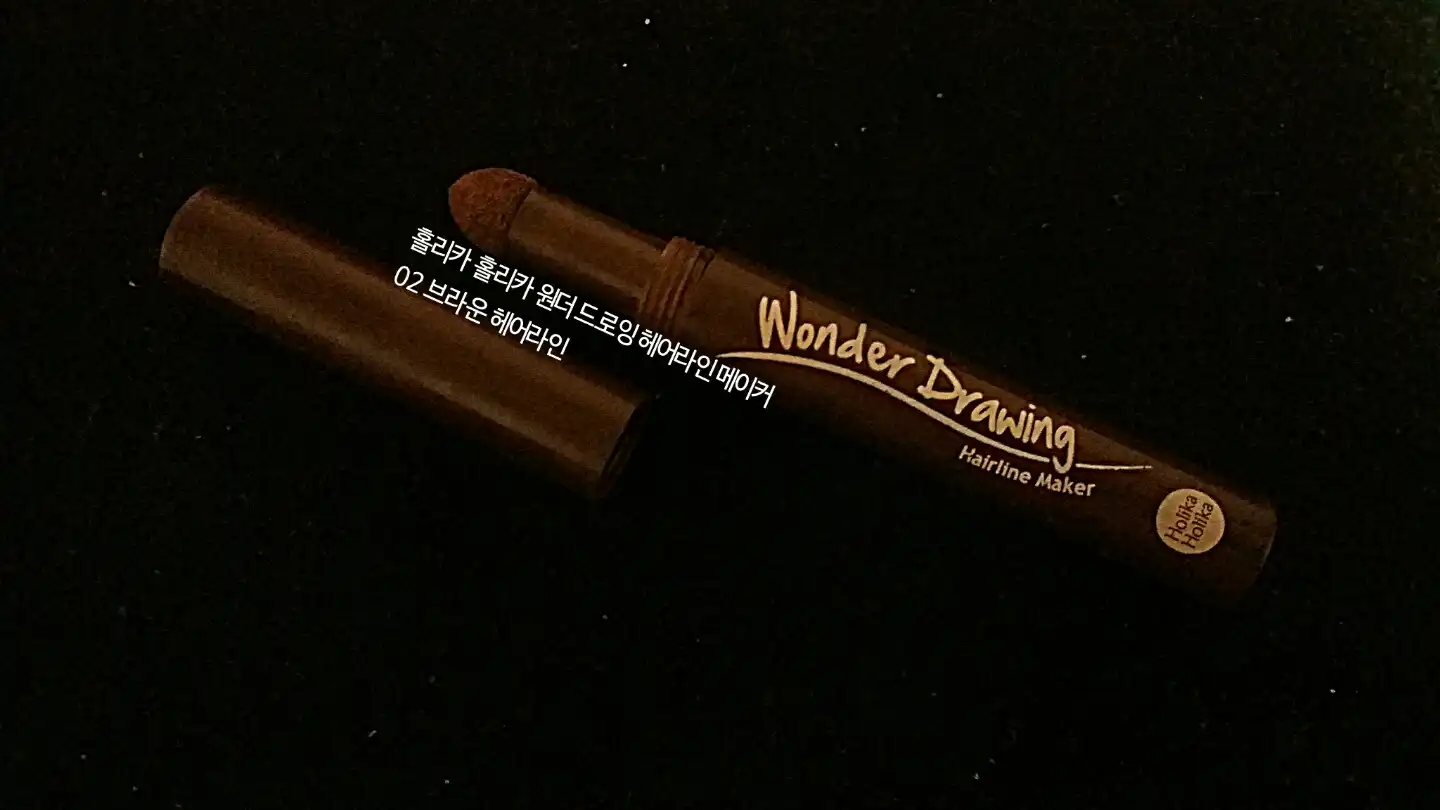 홀리카 홀리카 원더 드로잉 헤어라인 메이커
02 브라운 헤어라인
Wonder Drawing
Hairline Maker
Holika
Holika